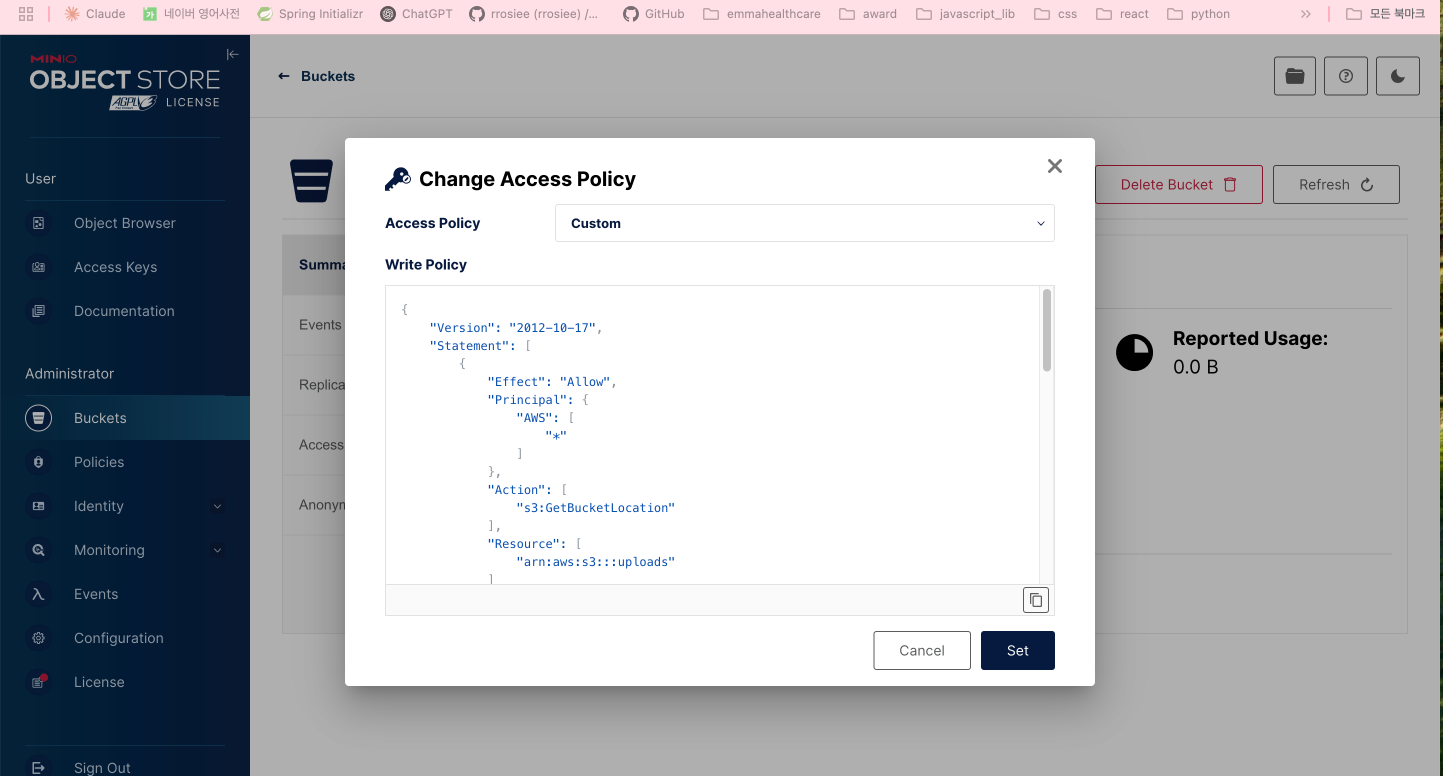 Claude
네이버 영어사전
Spring Initializr
ChatGPT
rrosiee (rrosiee) /...
GitHub
emmahealthcare
award
javascript_lib
css
react
python
모든 북마크
MINIO
OBJECT STORE
AGPL LICENSE
← Buckets
User
Object Browser
Access Keys
Documentation
Administrator
Buckets
Policies
Identity
Monitoring
Events
Configuration
License
Sign Out
Delete Bucket
Refresh
Summa
Events
Replica
Access
Anonyn
Reported Usage:
0.0 B
Change Access Policy
Access Policy
Custom
Write Policy
{
"Version": "2012-10-17",
"Statement": [
{
"Effect": "Allow",
"Principal": {
"AWS": [
"*"
]
},
"Action": [
"s3:GetBucketLocation"
],
"Resource": [
"arn:aws:s3:::uploads"
]
Cancel
Set